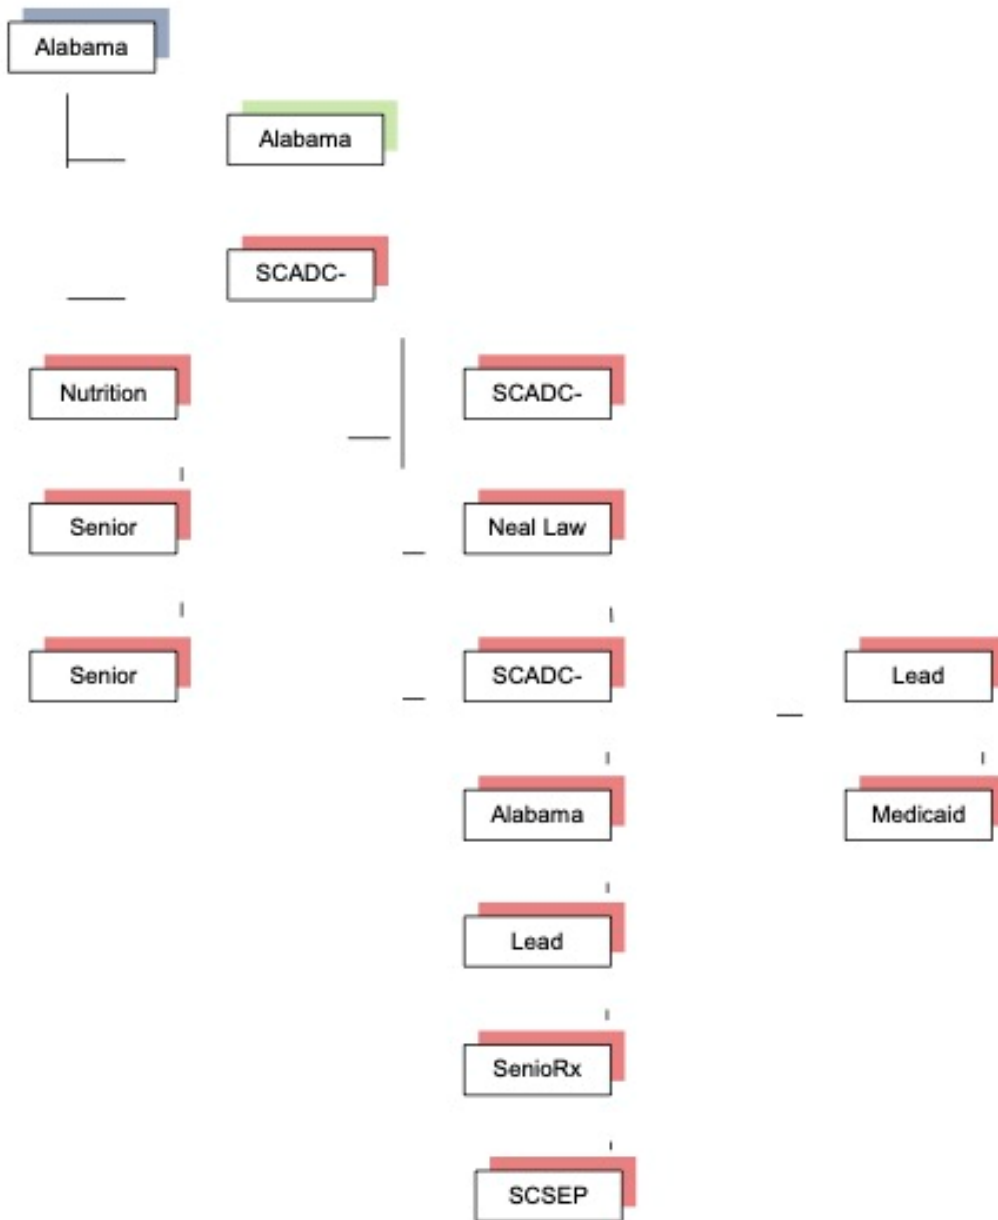 Alabama
Alabama
SCADC-
Nutrition
SCADC-
Senior
Neal Law
Senior
SCADC-
Lead
Alabama
Medicaid
Lead
SenioRx
SCSEP